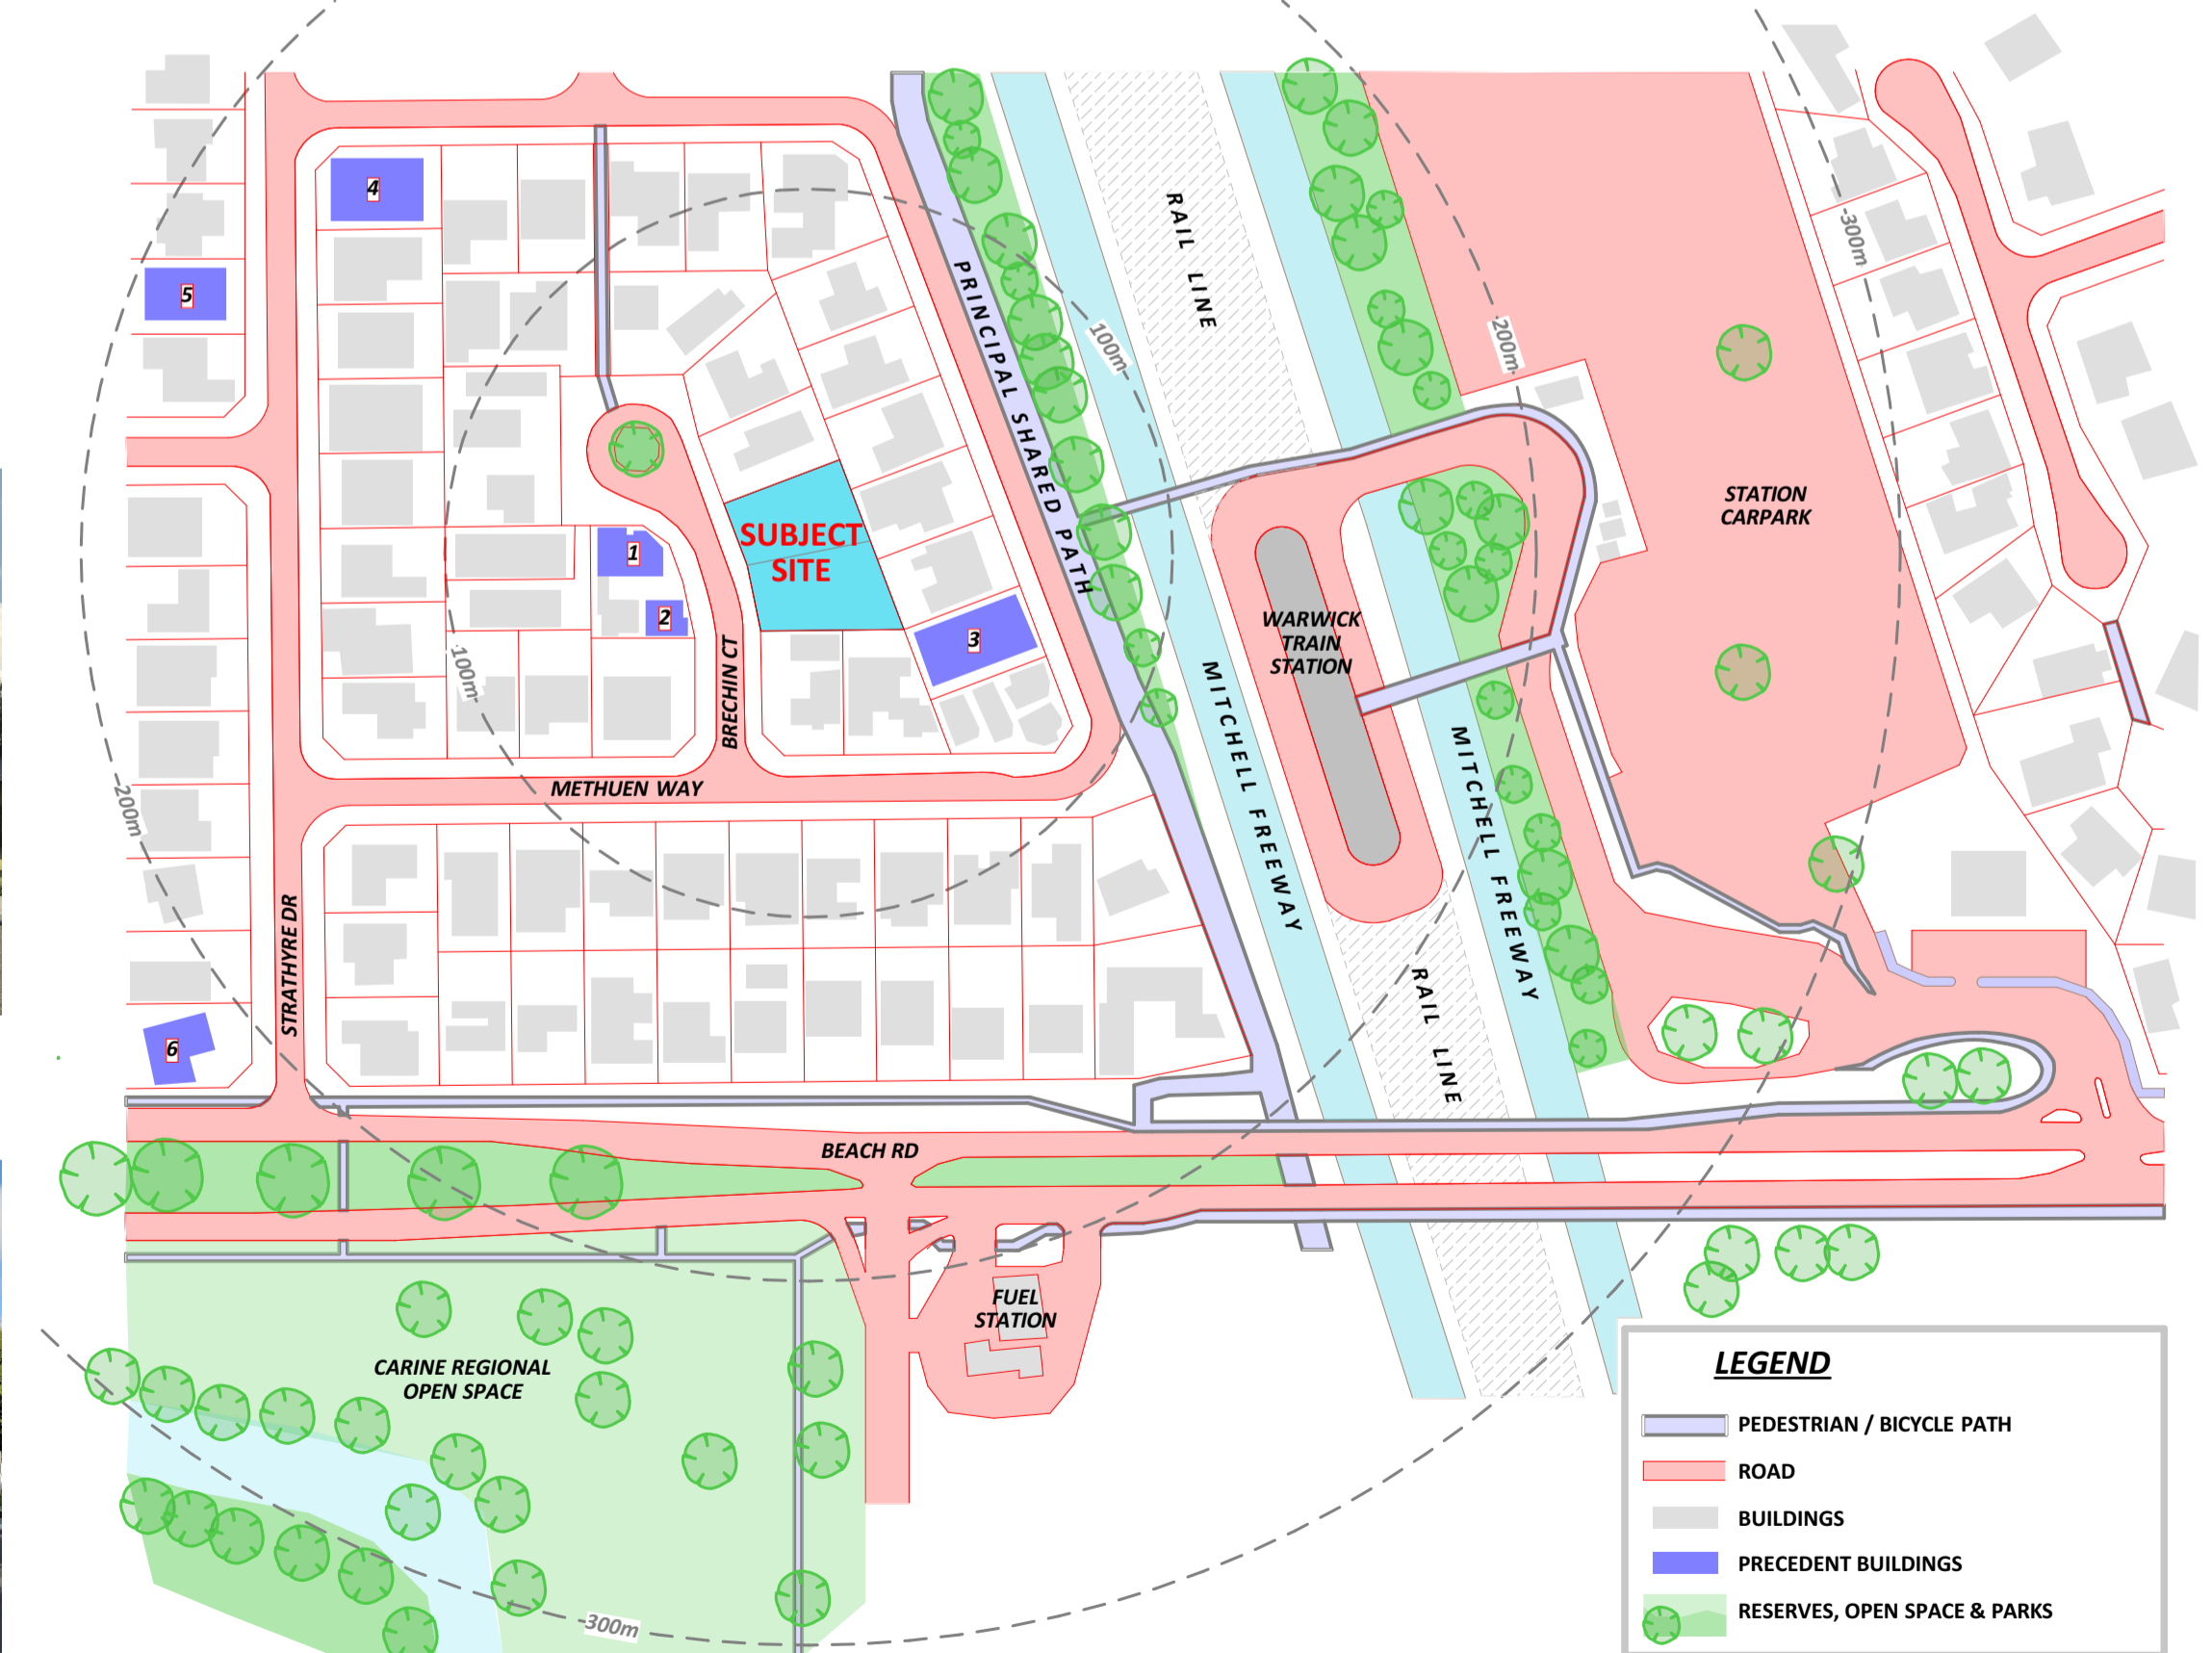 4
5
RAIL LINE
300m
PRINCIPAL SHARED PATH
100m
200m
STATION
CARPARK
SUBJECT
SITE
1
2
3
WARWICK
TRAIN
STATION
100m
BRECHIN CT
MITCHELL FREEWAY
MITCHELL FREEWAY
METHUEN WAY
200m
STRATHYRE DR
RAIL LINE
6
BEACH RD
FUEL
STATION
CARINE REGIONAL
OPEN SPACE
300m
LEGEND
PEDESTRIAN / BICYCLE PATH
ROAD
BUILDINGS
PRECEDENT BUILDINGS
RESERVES, OPEN SPACE & PARKS